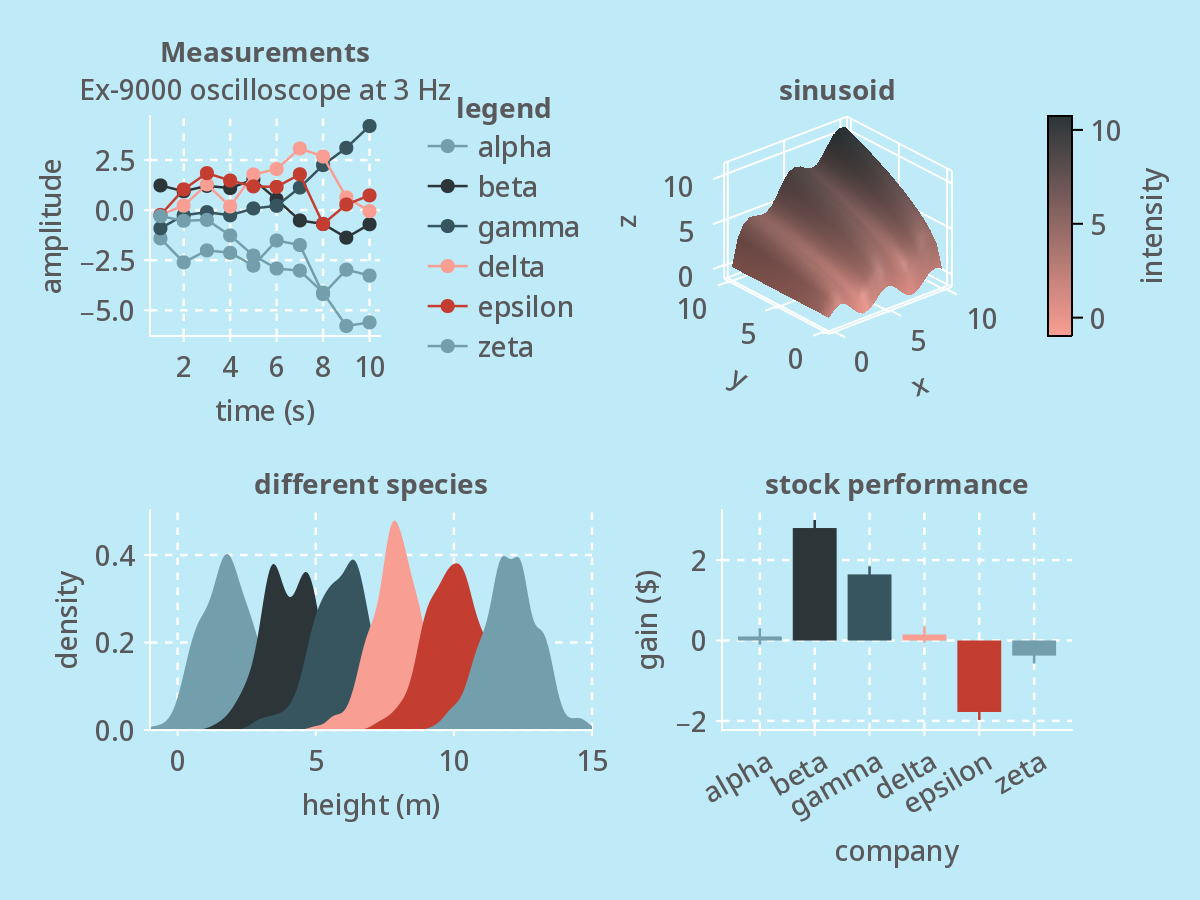 Measurements
Ex-9000 oscilloscope at 3 Hz
amplitude
2.5
0.0
−2.5
−5.0
2 4 6 8 10
time (s)
legend
alpha
beta
gamma
delta
epsilon
zeta
sinusoid
z
10
5
0
10
5
0
y
0
5
10
x
10
5
0
intensity
different species
density
0.4
0.2
0.0
0 5 10 15
height (m)
stock performance
gain ($)
2
0
−2
alpha beta gamma delta epsilon zeta
company